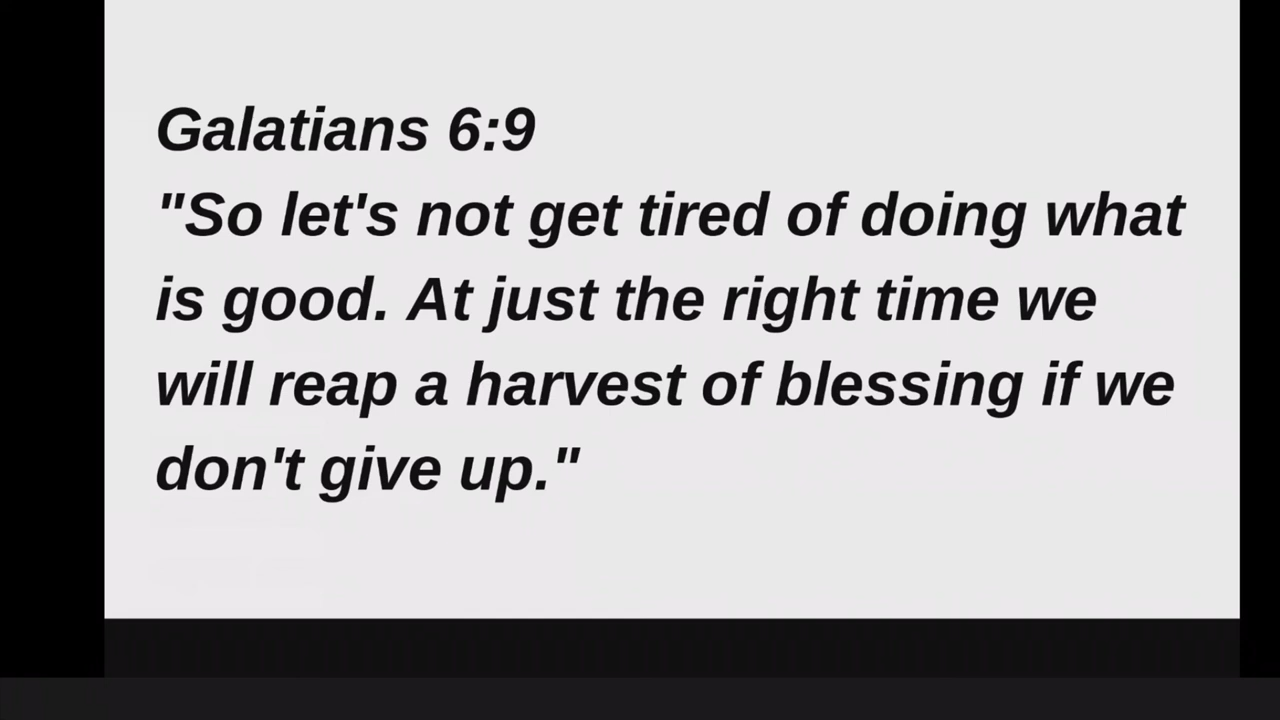 Galatians 6:9
"So let's not get tired of doing what
is good. At just the right time we
will reap a harvest of blessing if we
don't give up."